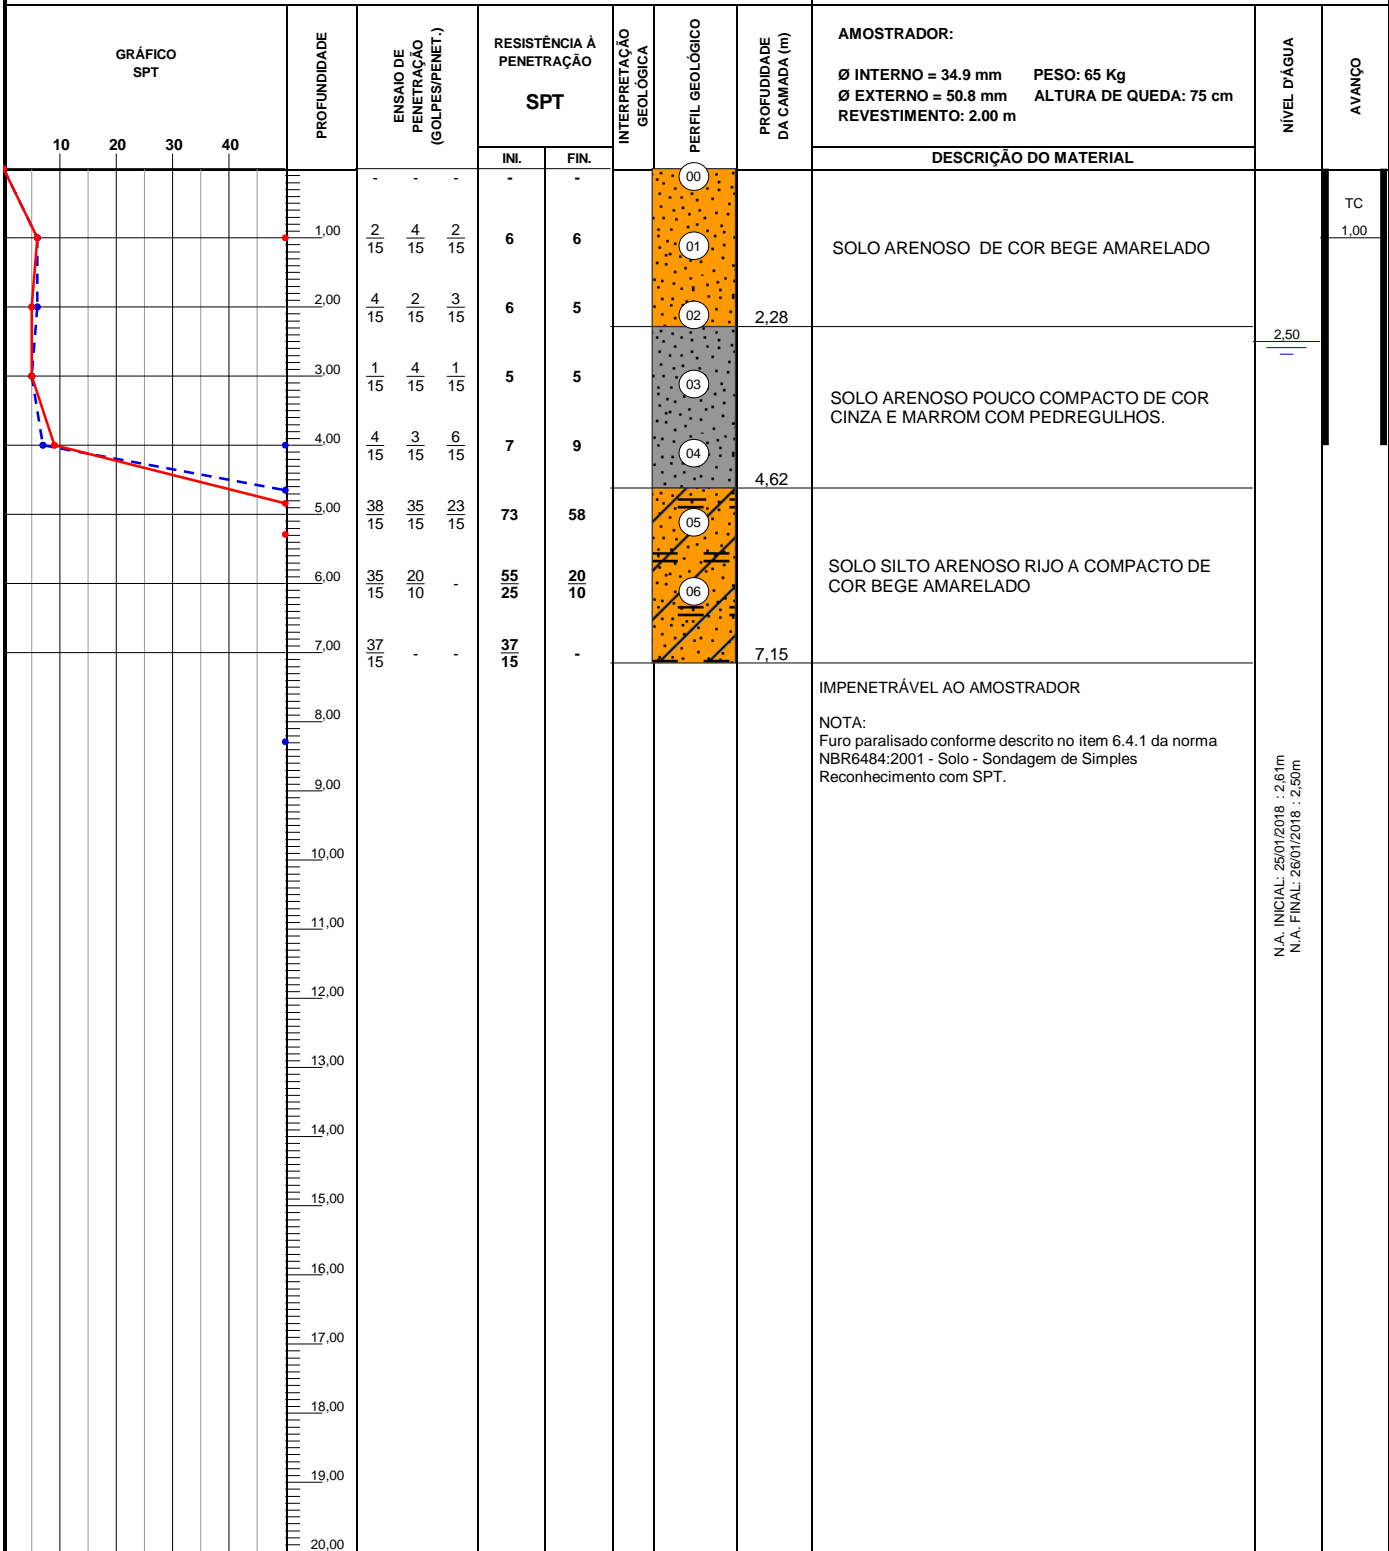 GRÁFICO
SPT
10 20 30 40
PROFUNDIDADE
ENSAIO DE
PENETRAÇÃO
(GOLPES/PENET.)
RESISTÊNCIA À
PENETRAÇÃO
SPT
INI. FIN.
INTERPRETAÇÃO
GEOLÓGICA
PERFIL GEOLÓGICO
PROFUDIDADE
DA CAMADA (m)
AMOSTRADOR:
Ø INTERNO = 34.9 mm PESO: 65 Kg
Ø EXTERNO = 50.8 mm ALTURA DE QUEDA: 75 cm
REVESTIMENTO: 2.00 m
DESCRIÇÃO DO MATERIAL
NÍVEL D'ÁGUA
AVANÇO
- - - - - 00
TC
1,00 2/15 4/15 2/15 6 6 01 SOLO ARENOSO DE COR BEGE AMARELADO 1,00
2,00 4/15 2/15 3/15 6 5 02 2,28
2,50
3,00 1/15 4/15 1/15 5 5 03
SOLO ARENOSO POUCO COMPACTO DE COR
CINZA E MARROM COM PEDREGULHOS.
4,00 4/15 3/15 6/15 7 9 04 4,62
5,00 38/15 35/15 23/15 73 58 05
SOLO SILTO ARENOSO RIJO A COMPACTO DE
COR BEGE AMARELADO
6,00 35/15 20/10 - 55/25 20/10 06
7,00 37/15 - - 37/15 - 7,15
IMPENETRÁVEL AO AMOSTRADOR
NOTA:
Furo paralisado conforme descrito no item 6.4.1 da norma
NBR6484:2001 - Solo - Sondagem de Simples
Reconhecimento com SPT.
8,00
9,00
10,00
11,00
12,00
13,00
14,00
15,00
16,00
17,00
18,00
19,00
20,00
N.A. INICIAL: 25/01/2018 : 2,61m
N.A. FINAL: 26/01/2018 : 2,50m